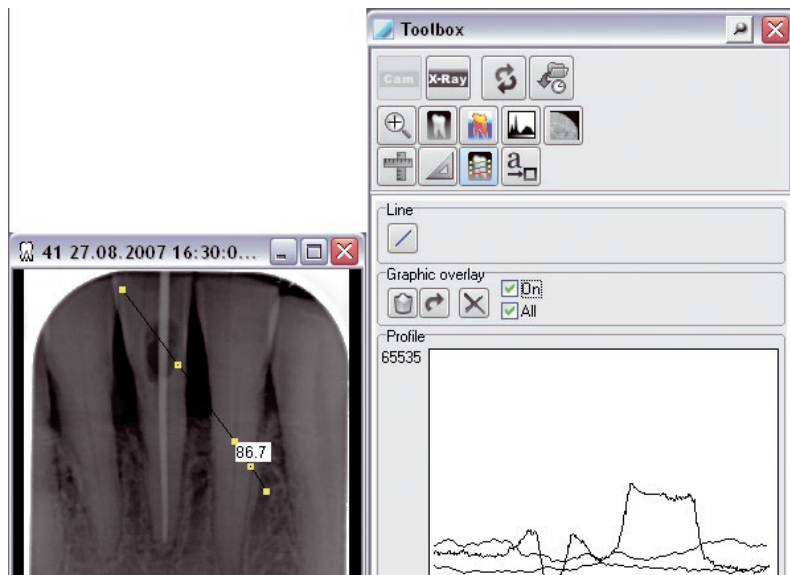 Toolbox
Cam X-Ray
a
Line
41 27.08.2007 16:30:0...
Graphic overlay
On
All
Profile
65535
86.7